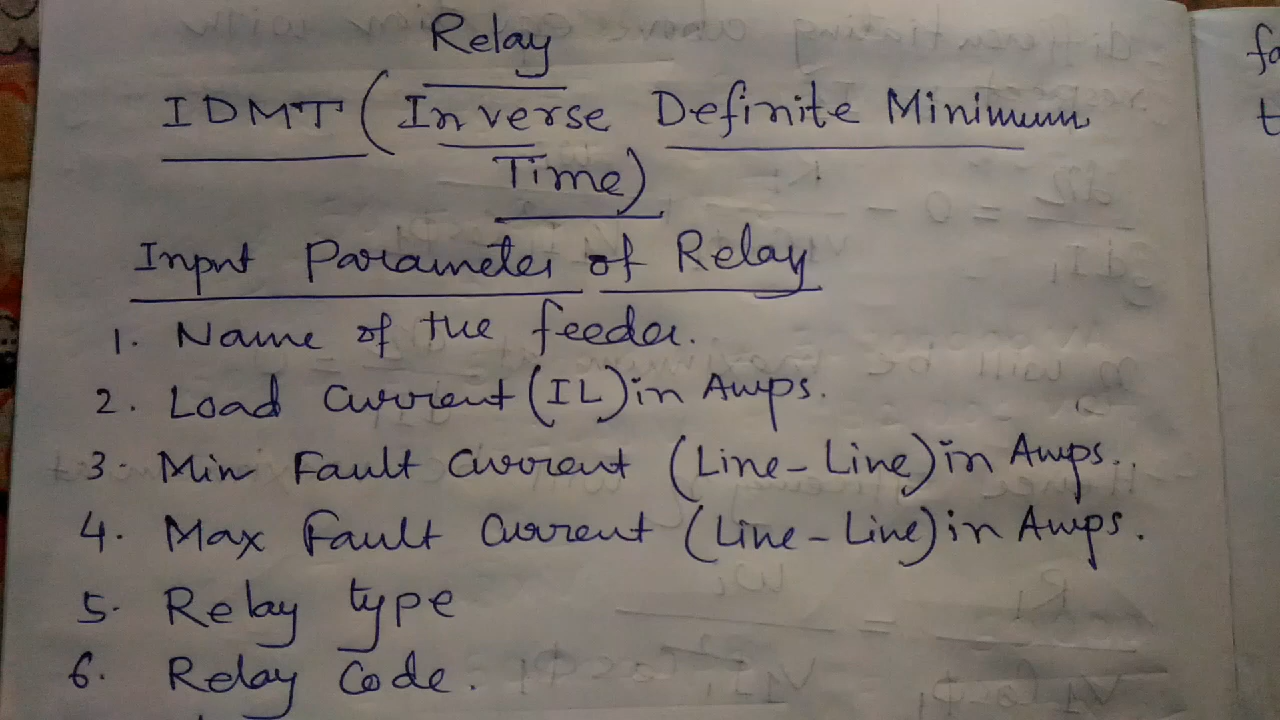 Relay
IDMT (Inverse Definite Minimum
Time)
Input Parameter of Relay
1. Name of the feeder.
2. Load Current (IL) in Amps.
3. Min Fault Current (Line-Line) in Amps..
4. Max Fault Current (Line-Line) in Amps.
5. Relay type
6. Relay Code.